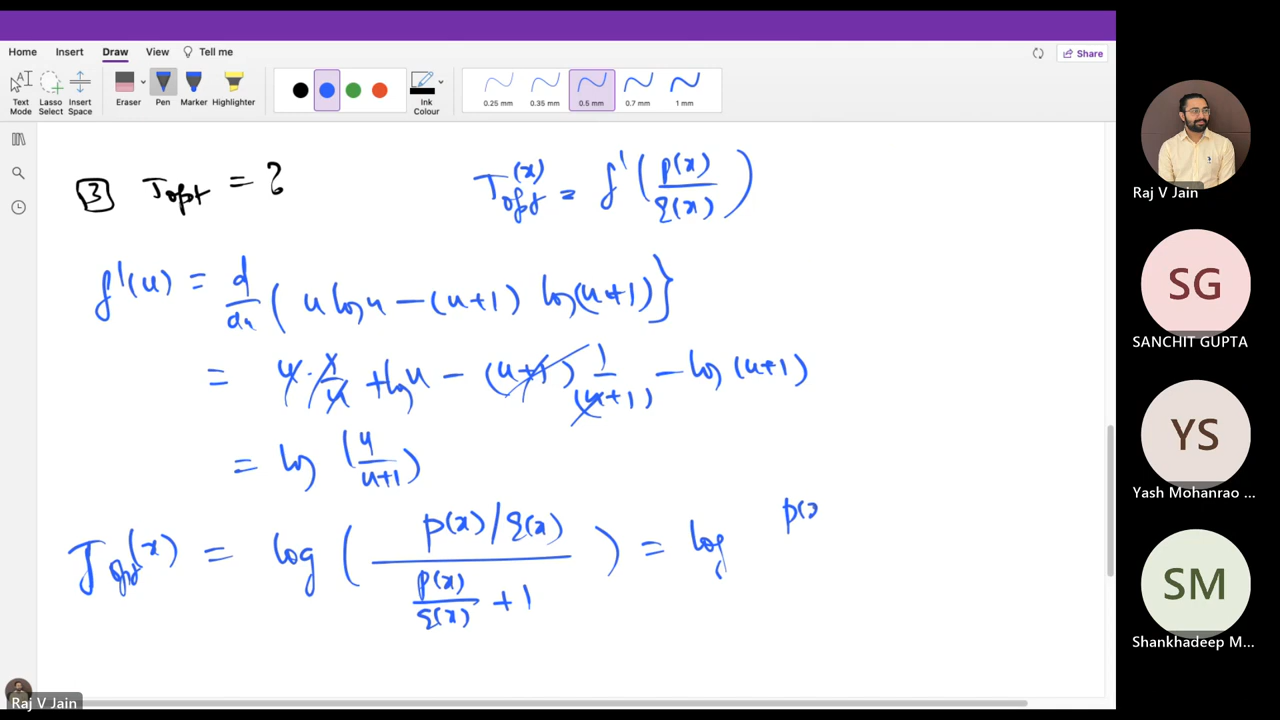 Home Insert Draw View Tell me Share
Text Mode Lasso Select Insert Space Eraser Pen Marker Highlighter Ink Colour 0.25 mm 0.35 mm 0.5 mm 0.7 mm 1 mm
3 Topt = ?
Topt(x) = f'(p(x)/q(x))
f'(u) = d/du { u log u - (u+1) log(u+1) }
= u · 1/u + log u - (u+1) 1/(u+1) - log (u+1)
= log (u/(u+1))
Topt(x) = log ( (p(x)/q(x)) / (p(x)/q(x) + 1) ) = log p(x
Raj V Jain
SG
SANCHIT GUPTA
YS
Yash Mohanrao ...
SM
Shankhadeep M...
Raj V Jain